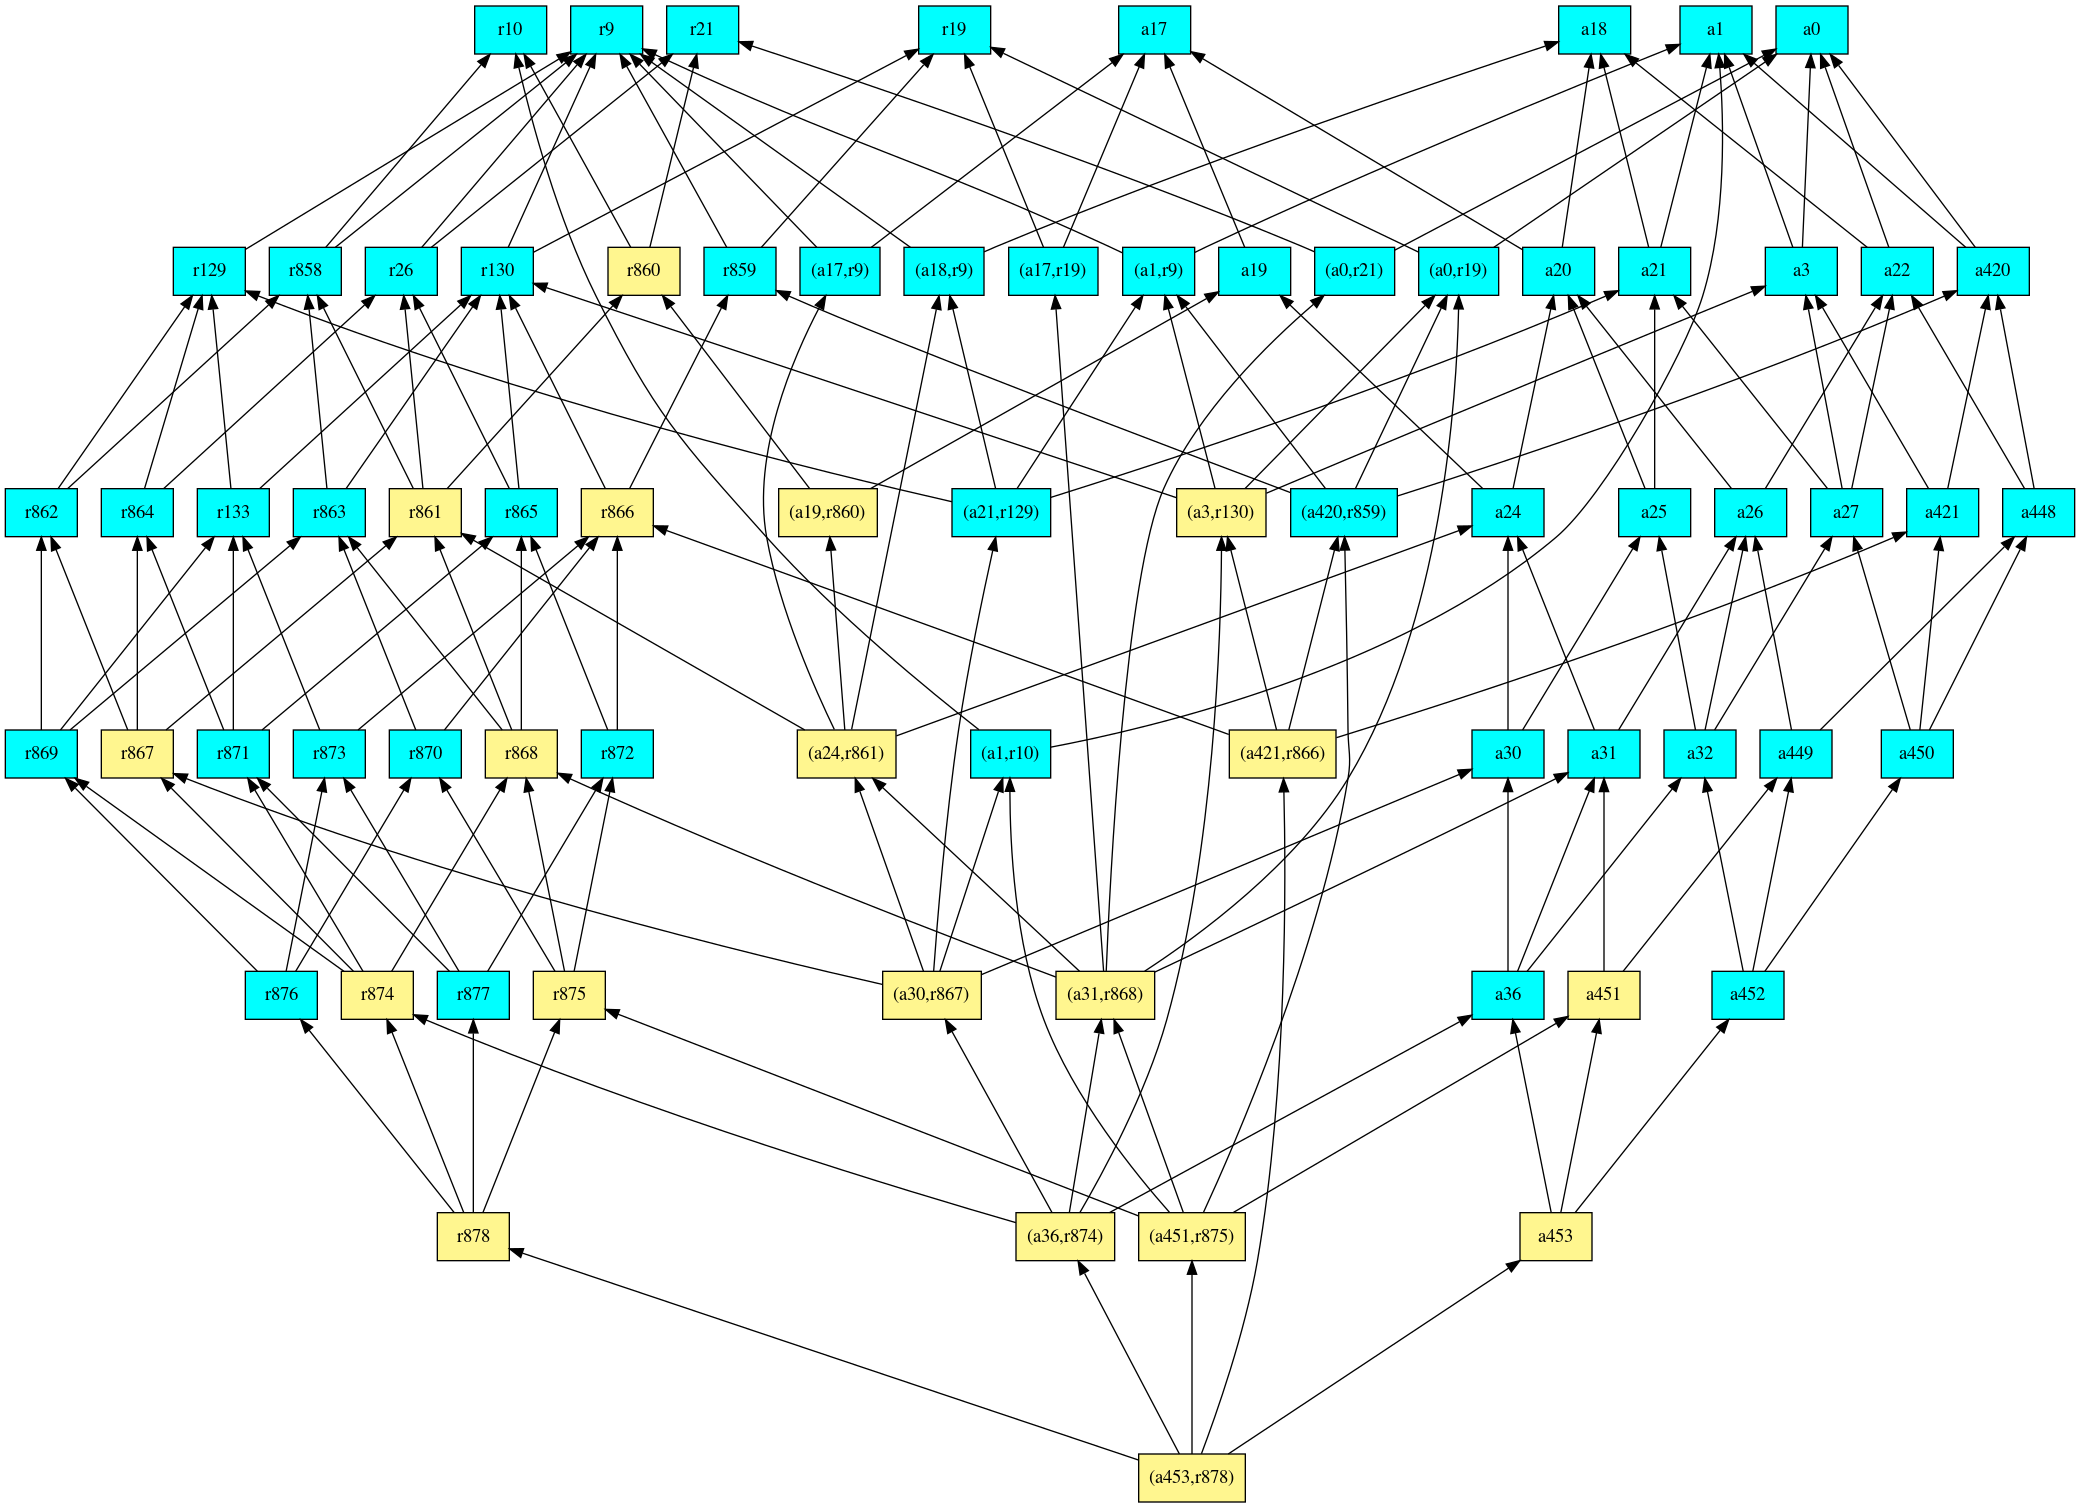 r10 r9 r21 r19 a17 a18 a1 a0
r129 r858 r26 r130 r860 r859 (a17,r9) (a18,r9) (a17,r19) (a1,r9) a19 (a0,r21) (a0,r19) a20 a21 a3 a22 a420
r862 r864 r133 r863 r861 r865 r866 (a19,r860) (a21,r129) (a3,r130) (a420,r859) a24 a25 a26 a27 a421 a448
r869 r867 r871 r873 r870 r868 r872 (a24,r861) (a1,r10) (a421,r866) a30 a31 a32 a449 a450
r876 r874 r877 r875 (a30,r867) (a31,r868) a36 a451 a452
r878 (a36,r874) (a451,r875) a453
(a453,r878)